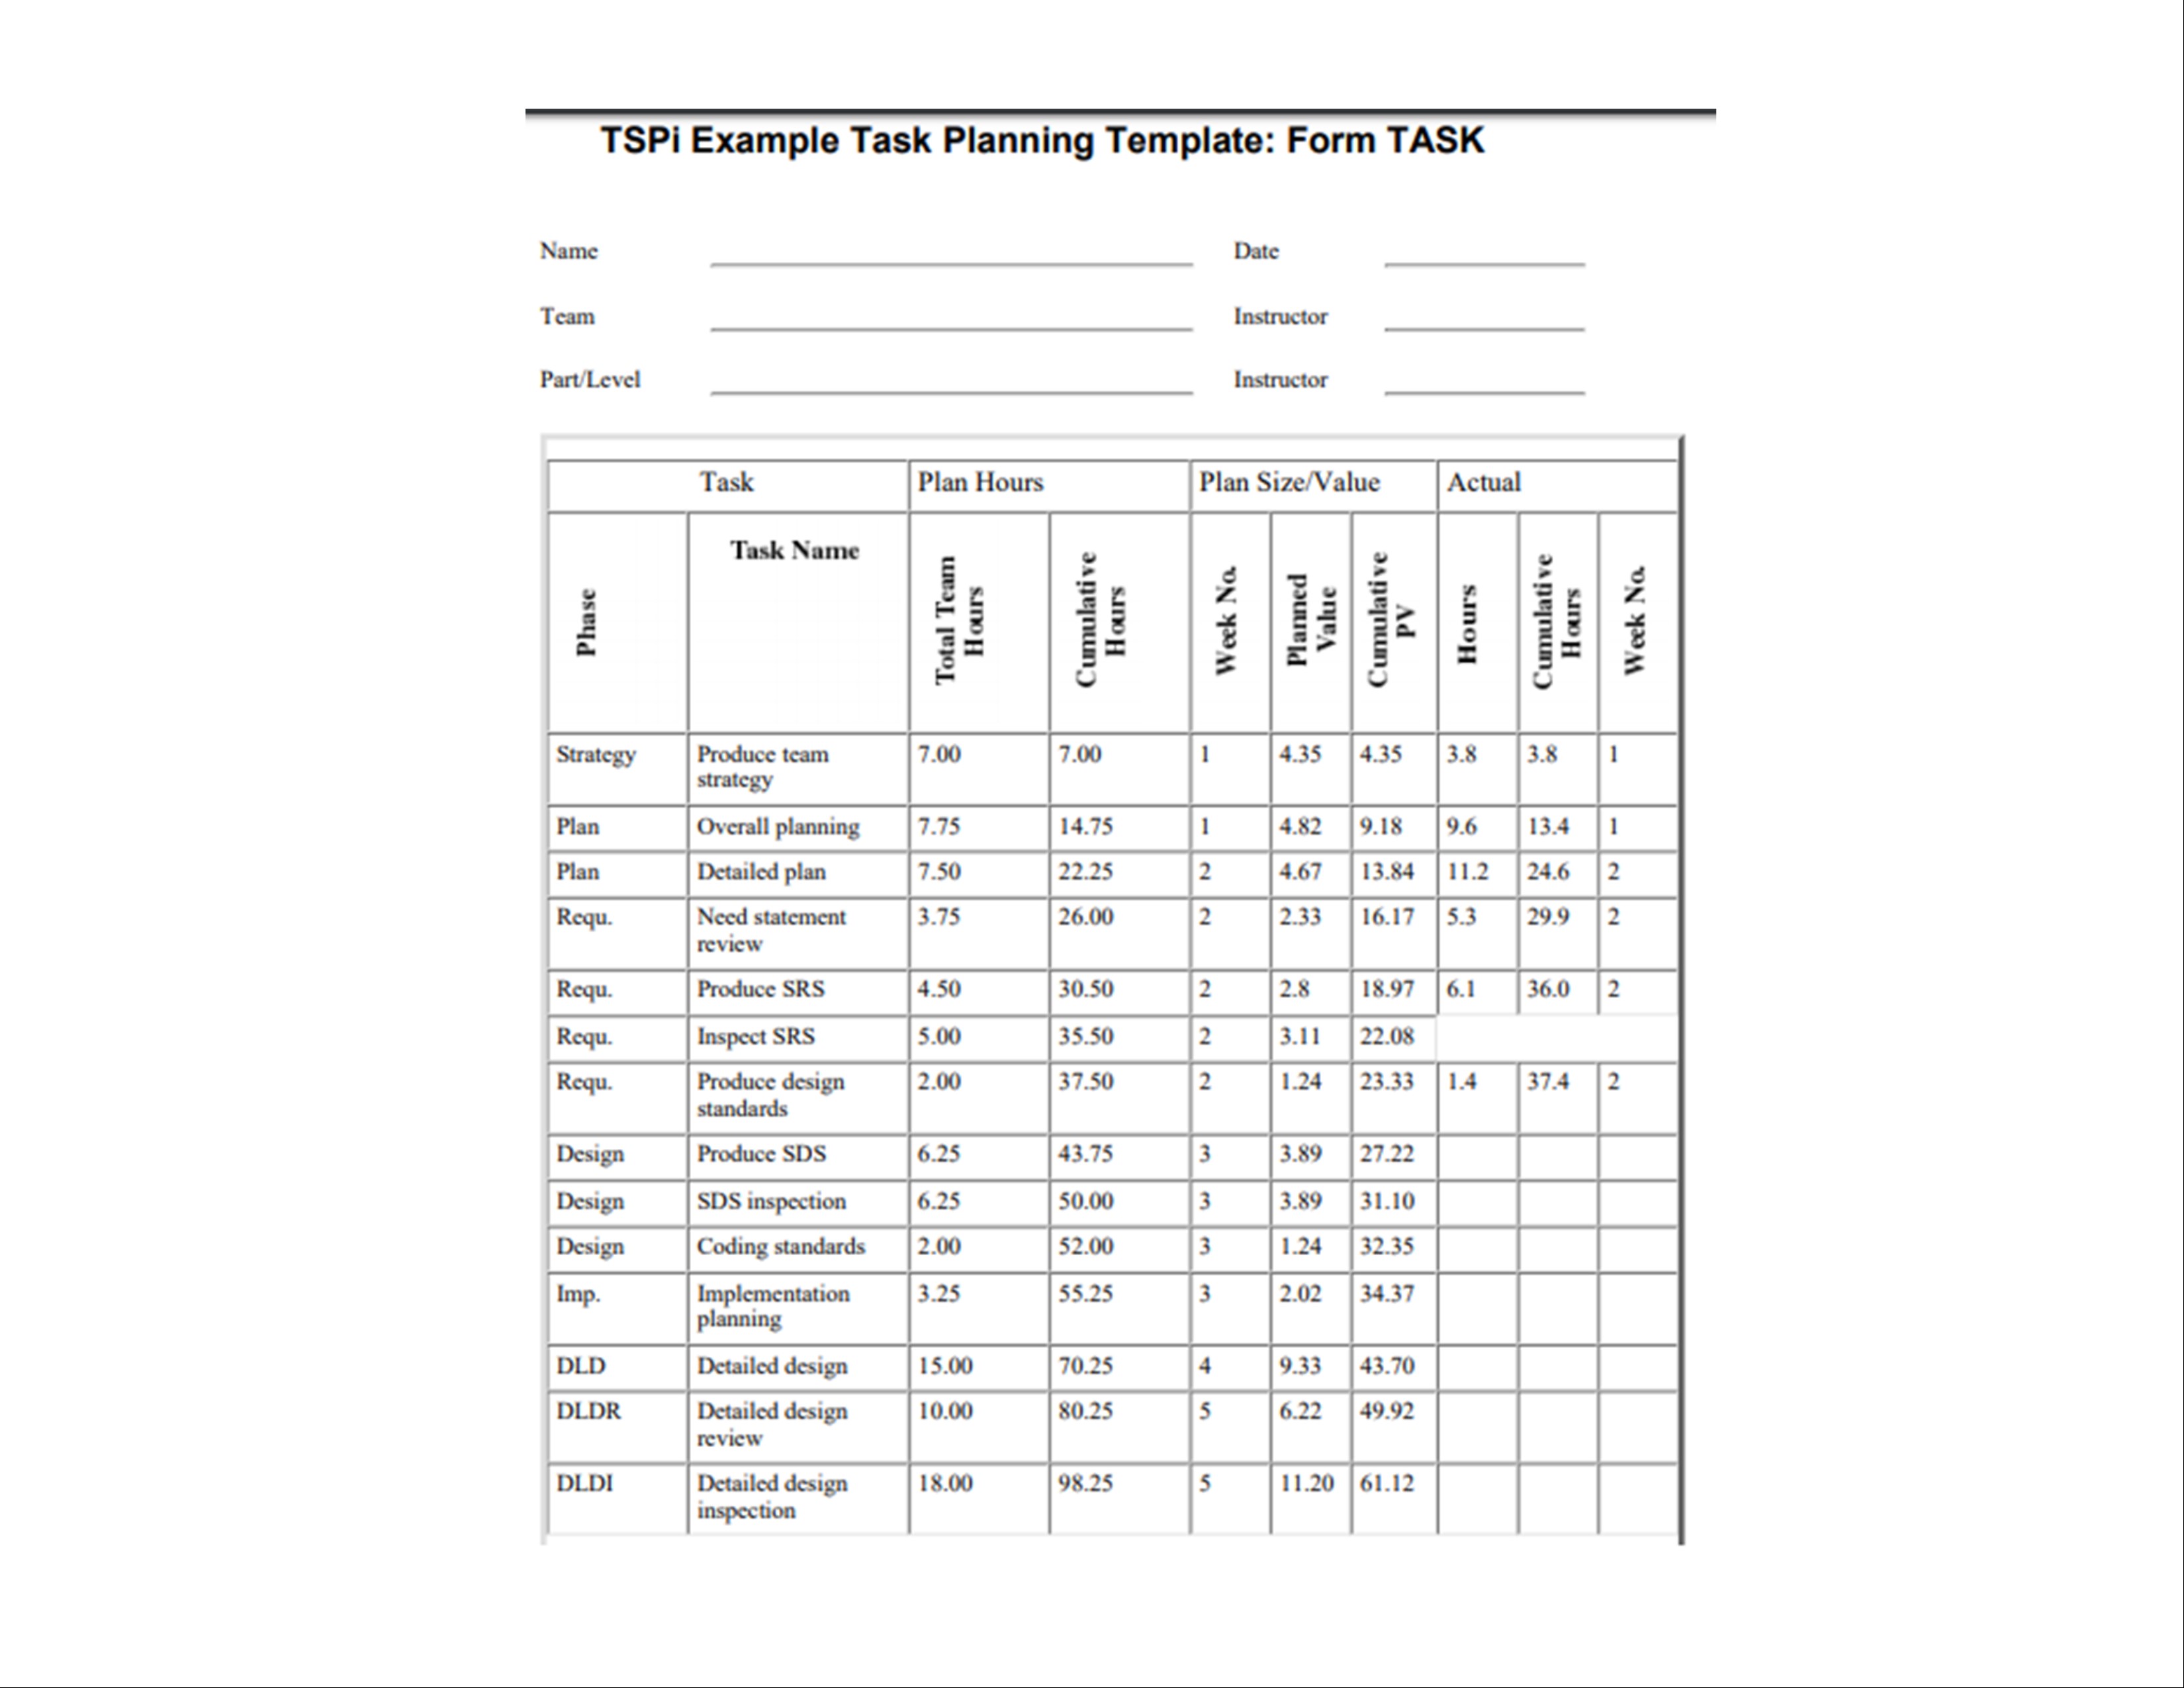 TSPi Example Task Planning Template: Form TASK
Name Date
Team Instructor
Part/Level Instructor
Task Plan Hours Plan Size/Value Actual
Phase Task Name Total Team Hours Cumulative Hours Week No. Planned Value Cumulative PV Hours Cumulative Hours Week No.
Strategy Produce team strategy 7.00 7.00 1 4.35 4.35 3.8 3.8 1
Plan Overall planning 7.75 14.75 1 4.82 9.18 9.6 13.4 1
Plan Detailed plan 7.50 22.25 2 4.67 13.84 11.2 24.6 2
Requ. Need statement review 3.75 26.00 2 2.33 16.17 5.3 29.9 2
Requ. Produce SRS 4.50 30.50 2 2.8 18.97 6.1 36.0 2
Requ. Inspect SRS 5.00 35.50 2 3.11 22.08
Requ. Produce design standards 2.00 37.50 2 1.24 23.33 1.4 37.4 2
Design Produce SDS 6.25 43.75 3 3.89 27.22
Design SDS inspection 6.25 50.00 3 3.89 31.10
Design Coding standards 2.00 52.00 3 1.24 32.35
Imp. Implementation planning 3.25 55.25 3 2.02 34.37
DLD Detailed design 15.00 70.25 4 9.33 43.70
DLDR Detailed design review 10.00 80.25 5 6.22 49.92
DLDI Detailed design inspection 18.00 98.25 5 11.20 61.12